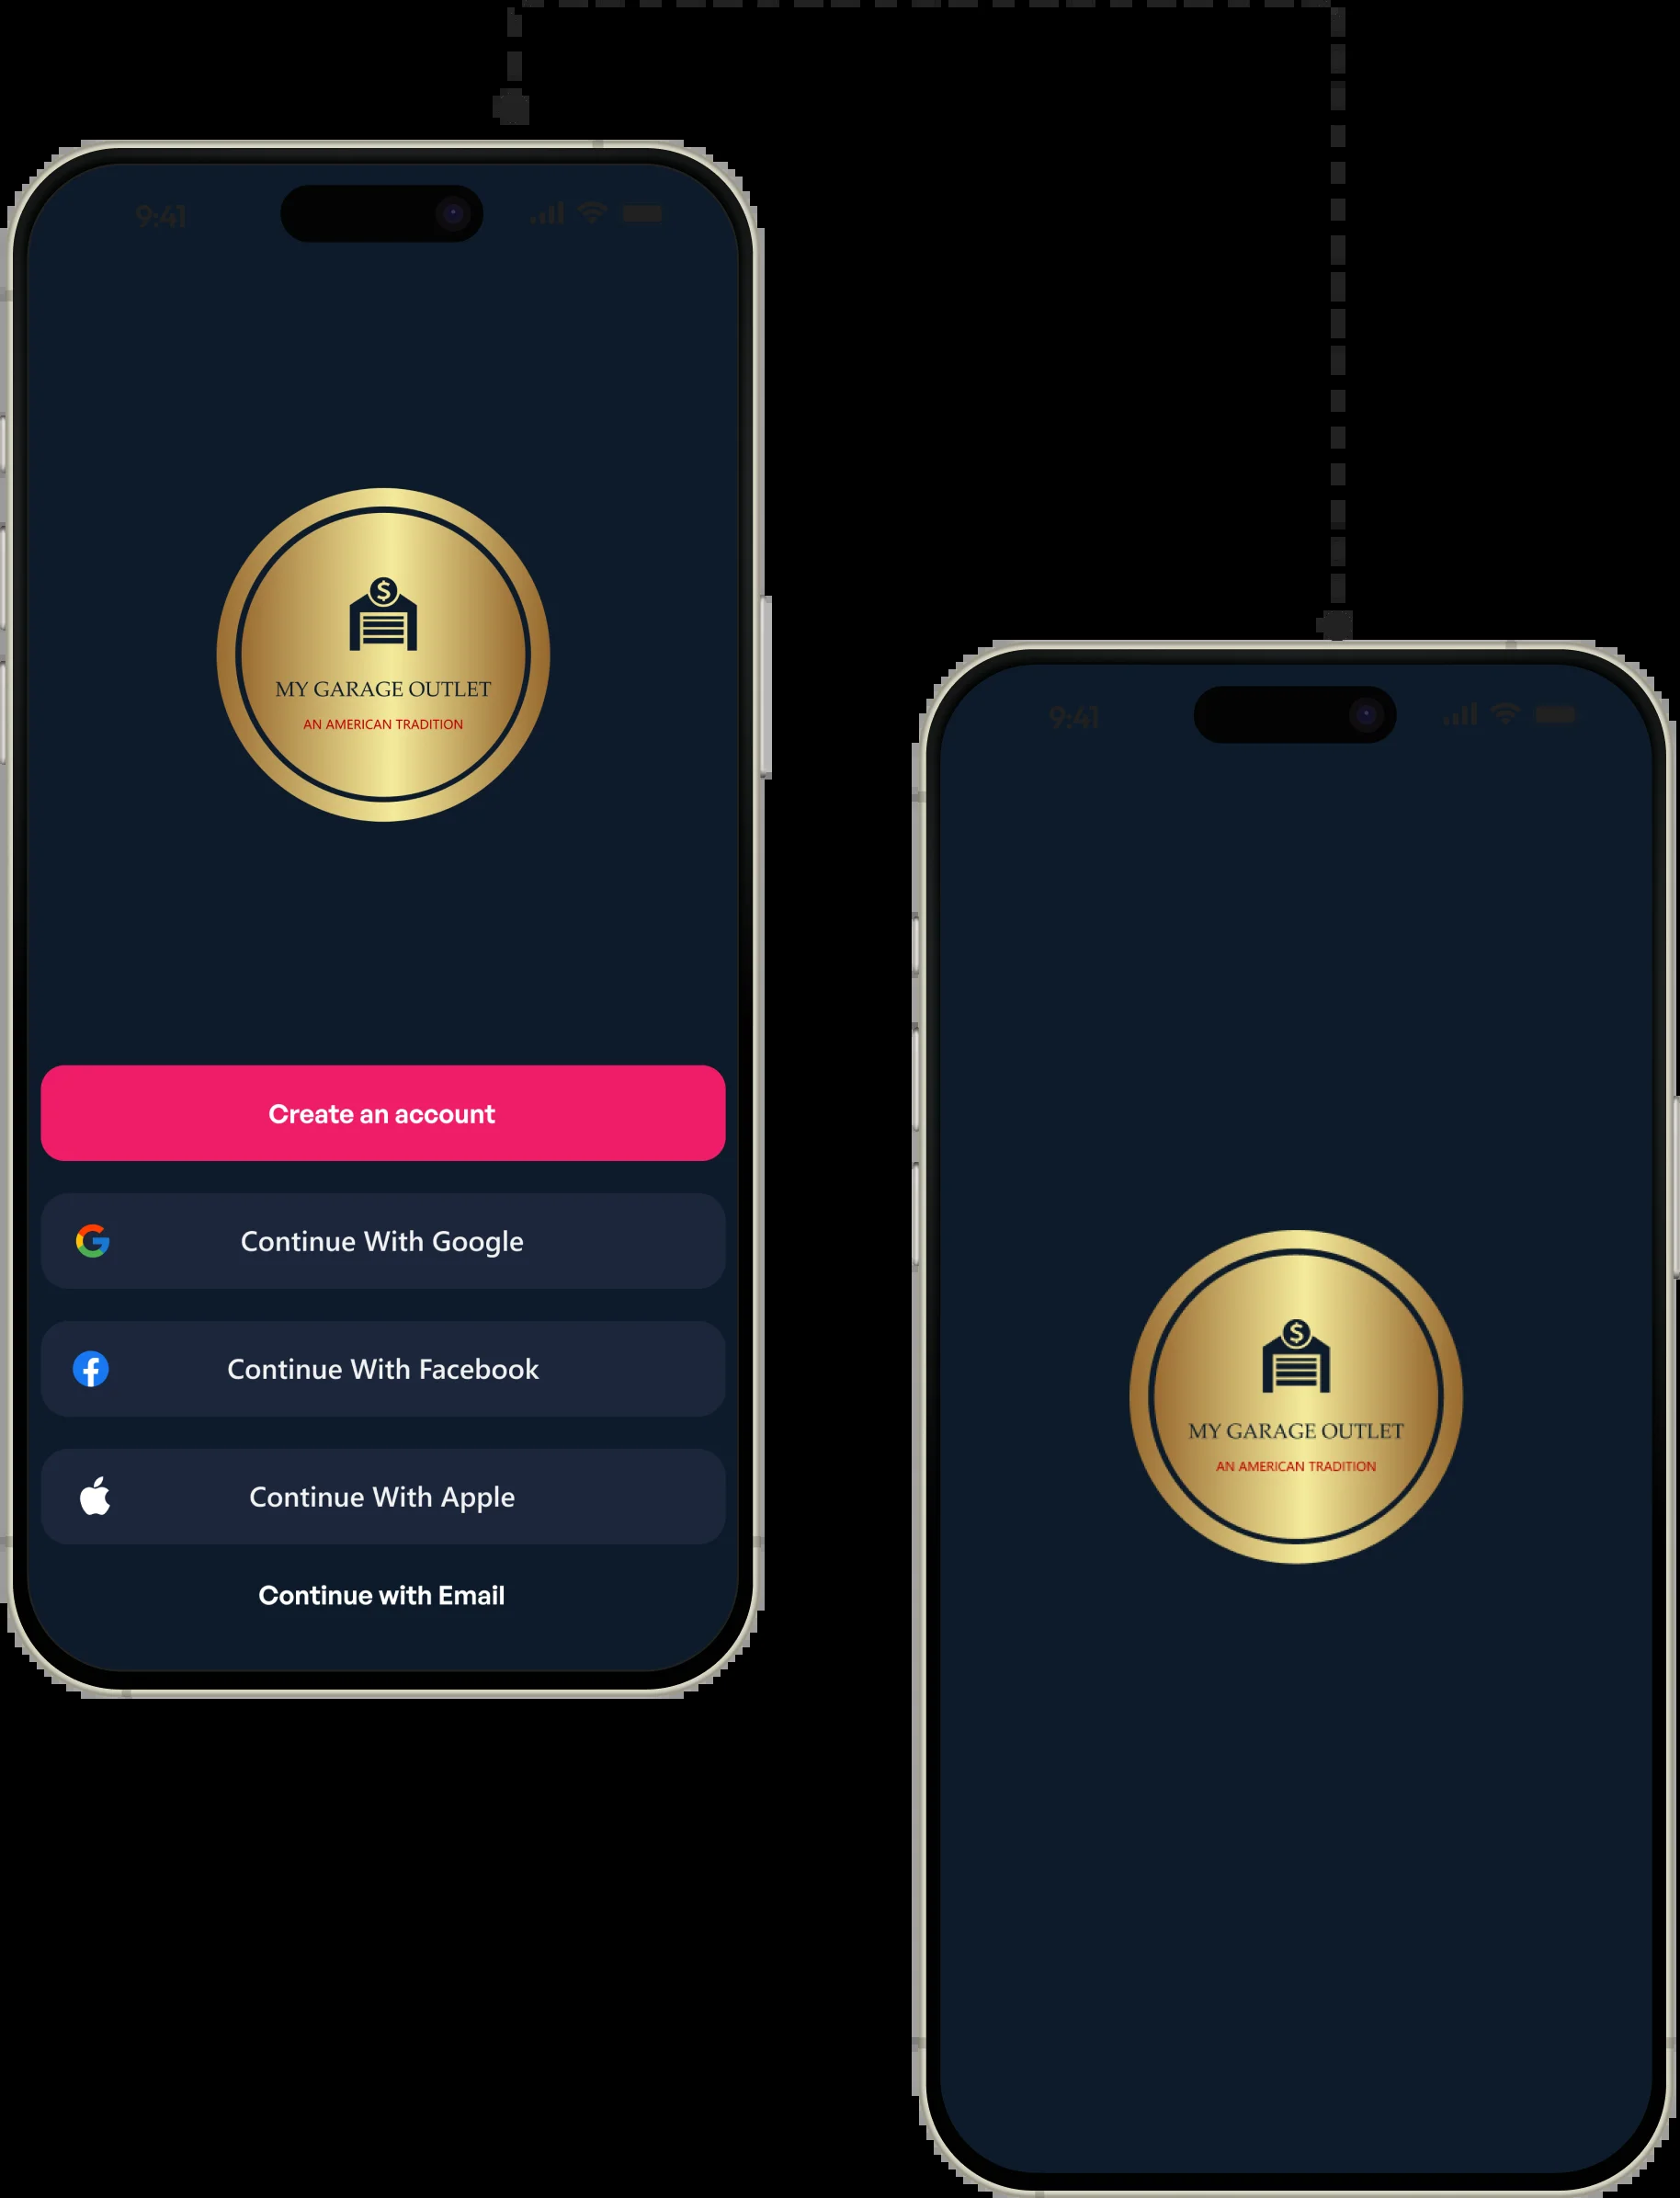 9:41
$
MY GARAGE OUTLET
AN AMERICAN TRADITION
Create an account
Continue With Google
Continue With Facebook
Continue With Apple
Continue with Email
9:41
$
MY GARAGE OUTLET
AN AMERICAN TRADITION